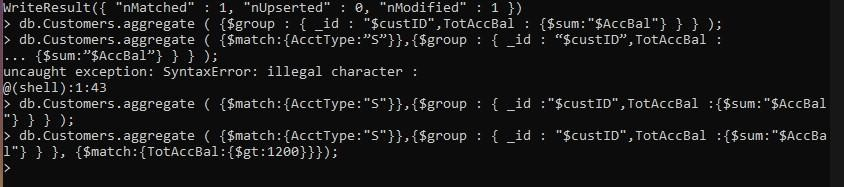 WriteResult({ "nMatched" : 1, "nUpserted" : 0, "nModified" : 1 })
> db.Customers.aggregate ( {$group : { _id : "$custID",TotAccBal : {$sum:"$AccBal"} } } );
> db.Customers.aggregate ( {$match:{AcctType:”S”}},{$group : { _id : “$custID”,TotAccBal :
... {$sum:”$AccBal”} } } );
uncaught exception: SyntaxError: illegal character :
@(shell):1:43
> db.Customers.aggregate ( {$match:{AcctType:"S"}},{$group : { _id :"$custID",TotAccBal :{$sum:"$AccBal
"} } } );
> db.Customers.aggregate ( {$match:{AcctType:"S"}},{$group : { _id : "$custID",TotAccBal :{$sum:"$AccBa
l"} } }, {$match:{TotAccBal:{$gt:1200}}});
>